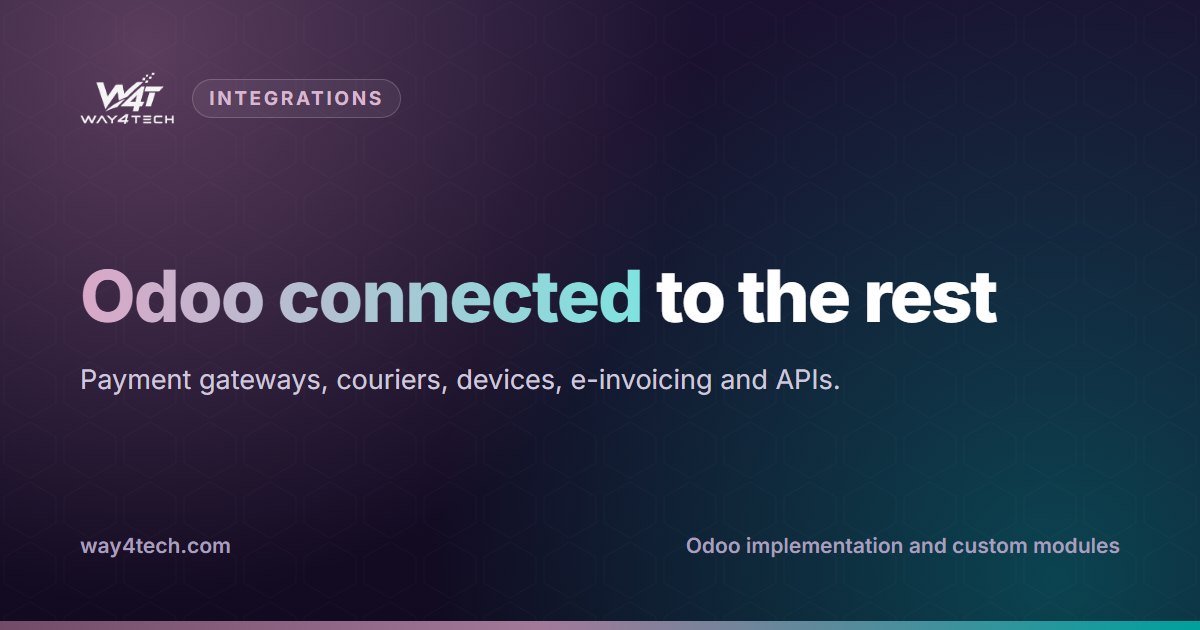 W4T
WAY4TECH
INTEGRATIONS
Odoo connected to the rest
Payment gateways, couriers, devices, e-invoicing and APIs.
way4tech.com
Odoo implementation and custom modules